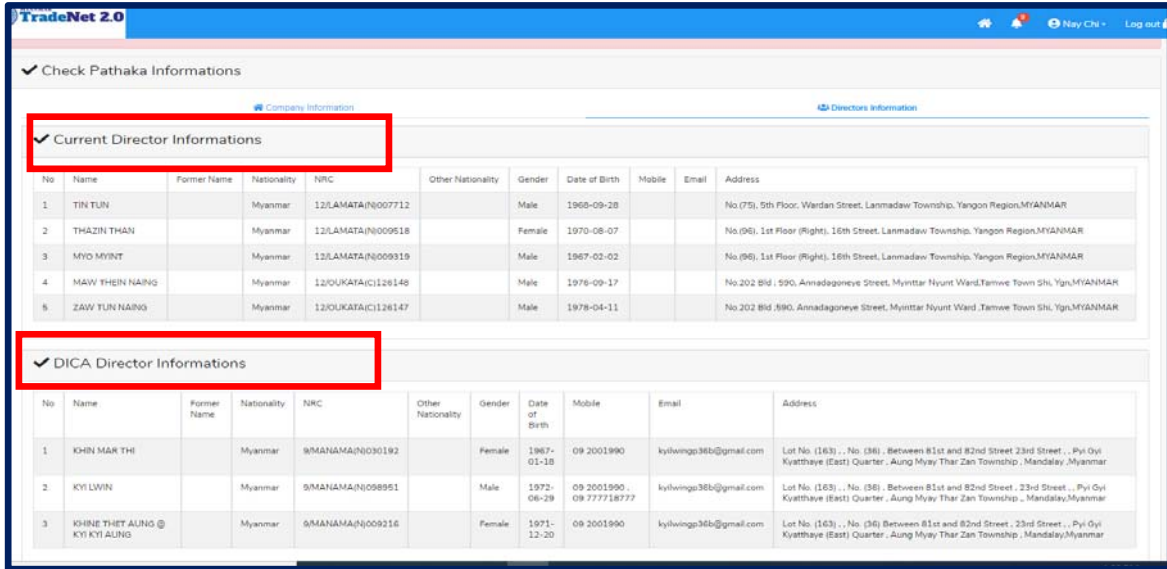 TradeNet 2.0
Nay Chi
Log out
Check Pathaka Informations
Company Information
Directors Information
Current Director Informations
No Name Former Name Nationality NRC Other Nationality Gender Date of Birth Mobile Email Address
1 TIN TUN Myanmar 12/LAMATA(N)007712 Male 1968-09-28 No.(75), 5th Floor, Wardan Street, Lanmadaw Township, Yangon Region,MYANMAR
2 THAZIN THAN Myanmar 12/LAMATA(N)009518 Female 1970-08-07 No.(96), 1st Floor (Right), 16th Street, Lanmadaw Township, Yangon Region,MYANMAR
3 MYO MYINT Myanmar 12/LAMATA(N)009319 Male 1967-02-02 No.(96), 1st Floor (Right), 16th Street, Lanmadaw Township, Yangon Region,MYANMAR
4 MAW THEIN NAING Myanmar 12/OUKATA(C)126148 Male 1976-09-17 No.202 Bld ; 590, Annadagoneye Street, Myinttar Nyunt Ward,Tamwe Town Shi, Ygn,MYANMAR
5 ZAW TUN NAING Myanmar 12/OUKATA(C)126147 Male 1978-04-11 No.202 Bld ;590, Annadagoneye Street, Myinttar Nyunt Ward ,Tamwe Town Shi, Ygn,MYANMAR
DICA Director Informations
No Name Former Nationality NRC Other Gender Date Mobile Email Address
Name Nationality of
Birth
1 KHIN MAR THI Myanmar 9/MANAMA(N)030192 Female 1967- 09 2001990 kyilwingp36b@gmail.com Lot No. (163) , , No. (36) , Between 81st and 82nd Street 23rd Street , , Pyi Gyi
01-18 Kyatthaye (East) Quarter , Aung Myay Thar Zan Township , Mandalay ,Myanmar
2 KYI LWIN Myanmar 9/MANAMA(N)098951 Male 1972- 09 2001990 , kyilwingp36b@gmail.com Lot No. (163) , , No. (36) , Between 81st and 82nd Street , 23rd Street , , Pyi Gyi
06-29 09 777718777 Kyatthaye (East) Quarter , Aung Myay Thar Zan Township ,, Mandalay,Myanmar
3 KHINE THET AUNG @ Myanmar 9/MANAMA(N)009216 Female 1971- 09 2001990 kyilwingp36b@gmail.com Lot No. (163) , , No. (36) Between 81st and 82nd Street , 23rd Street , , Pyi Gyi
KYI KYI AUNG 12-20 Kyatthaye (East) Quarter , Aung Myay Thar Zan Township , Mandalay,Myanmar